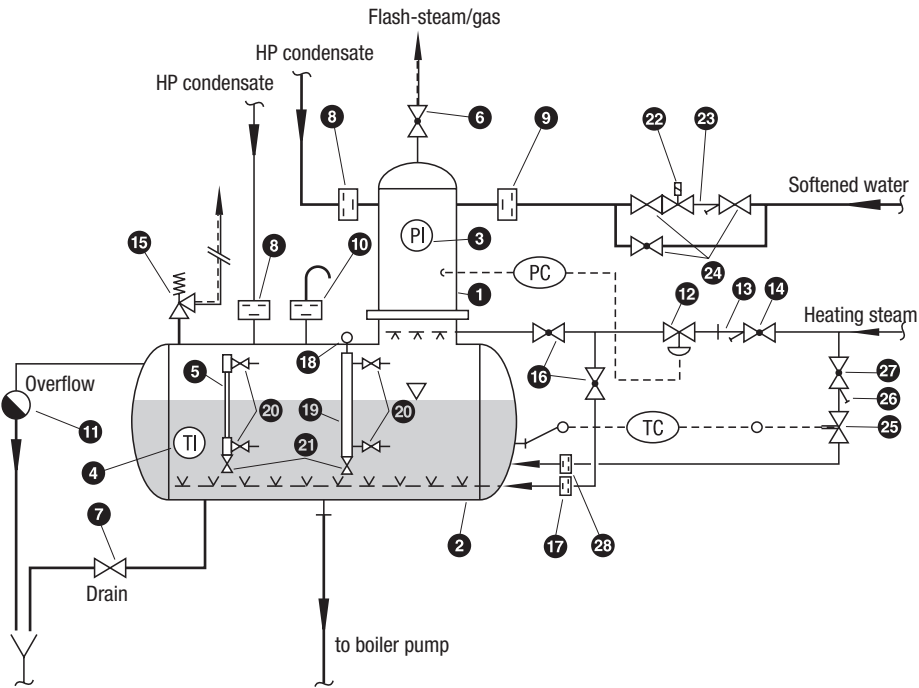 Flash-steam/gas
HP condensate
HP condensate
8
6
9
22
23
Softened water
PI
3
15
8
10
24
PC
1
12
13
14
Heating steam
18
16
27
Overflow
5
26
11
20
19
20
TC
25
TI
4
21
7
2
17
28
Drain
to boiler pump